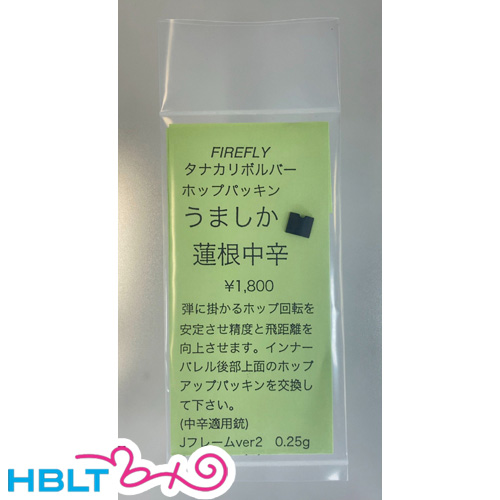 FIREFLY
タナカリボルバー
ホップパッキン
うましか
蓮根中辛
¥1,800
弾に掛かるホップ回転を
安定させ精度と飛距離を
向上させます。インナー
バレル後部上面のホップ
アップパッキンを交換し
て下さい。
(中辛適用銃)
Jフレームver2 0.25g
HBLT